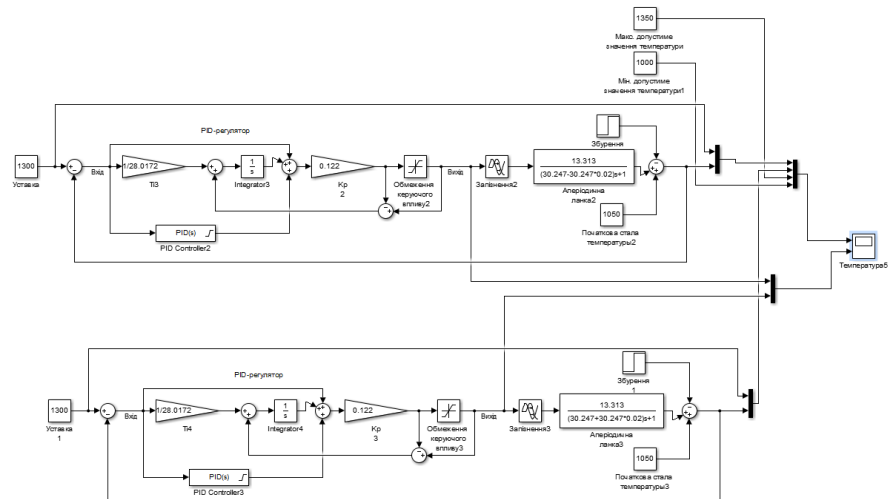 1350
Макс. допустиме
значення температури
1000
Мін. допустиме
значення температури1
PID-регулятор
Збурення
1300
Уставка
Вхід
1/28.0172
Ti3
1
s
Integrator3
0.122
Kp
2
Обмеження
керуючого
впливу2
Вихід
Запізнення2
13.313
(30.247-30.247*0.02)s+1
Аперіодична
ланка2
1050
Початкова стала
температуры2
PID(s)
PID Controller2
Температура5
PID-регулятор
Збурення
1
1300
Уставка
1
Вхід
1/28.0172
Ti4
1
s
Integrator4
0.122
Kp
3
Обмеження
керуючого
впливу3
Вихід
Запізнення3
13.313
(30.247+30.247*0.02)s+1
Аперіодична
ланка3
1050
Початкова стала
температуры3
PID(s)
PID Controller3